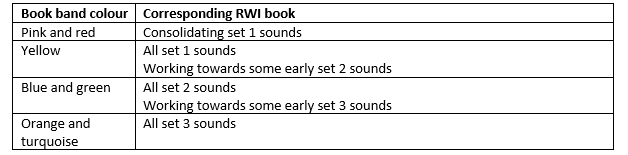 Book band colour Corresponding RWI book
Pink and red Consolidating set 1 sounds
Yellow All set 1 sounds
Working towards some early set 2 sounds
Blue and green All set 2 sounds
Working towards some early set 3 sounds
Orange and All set 3 sounds
turquoise